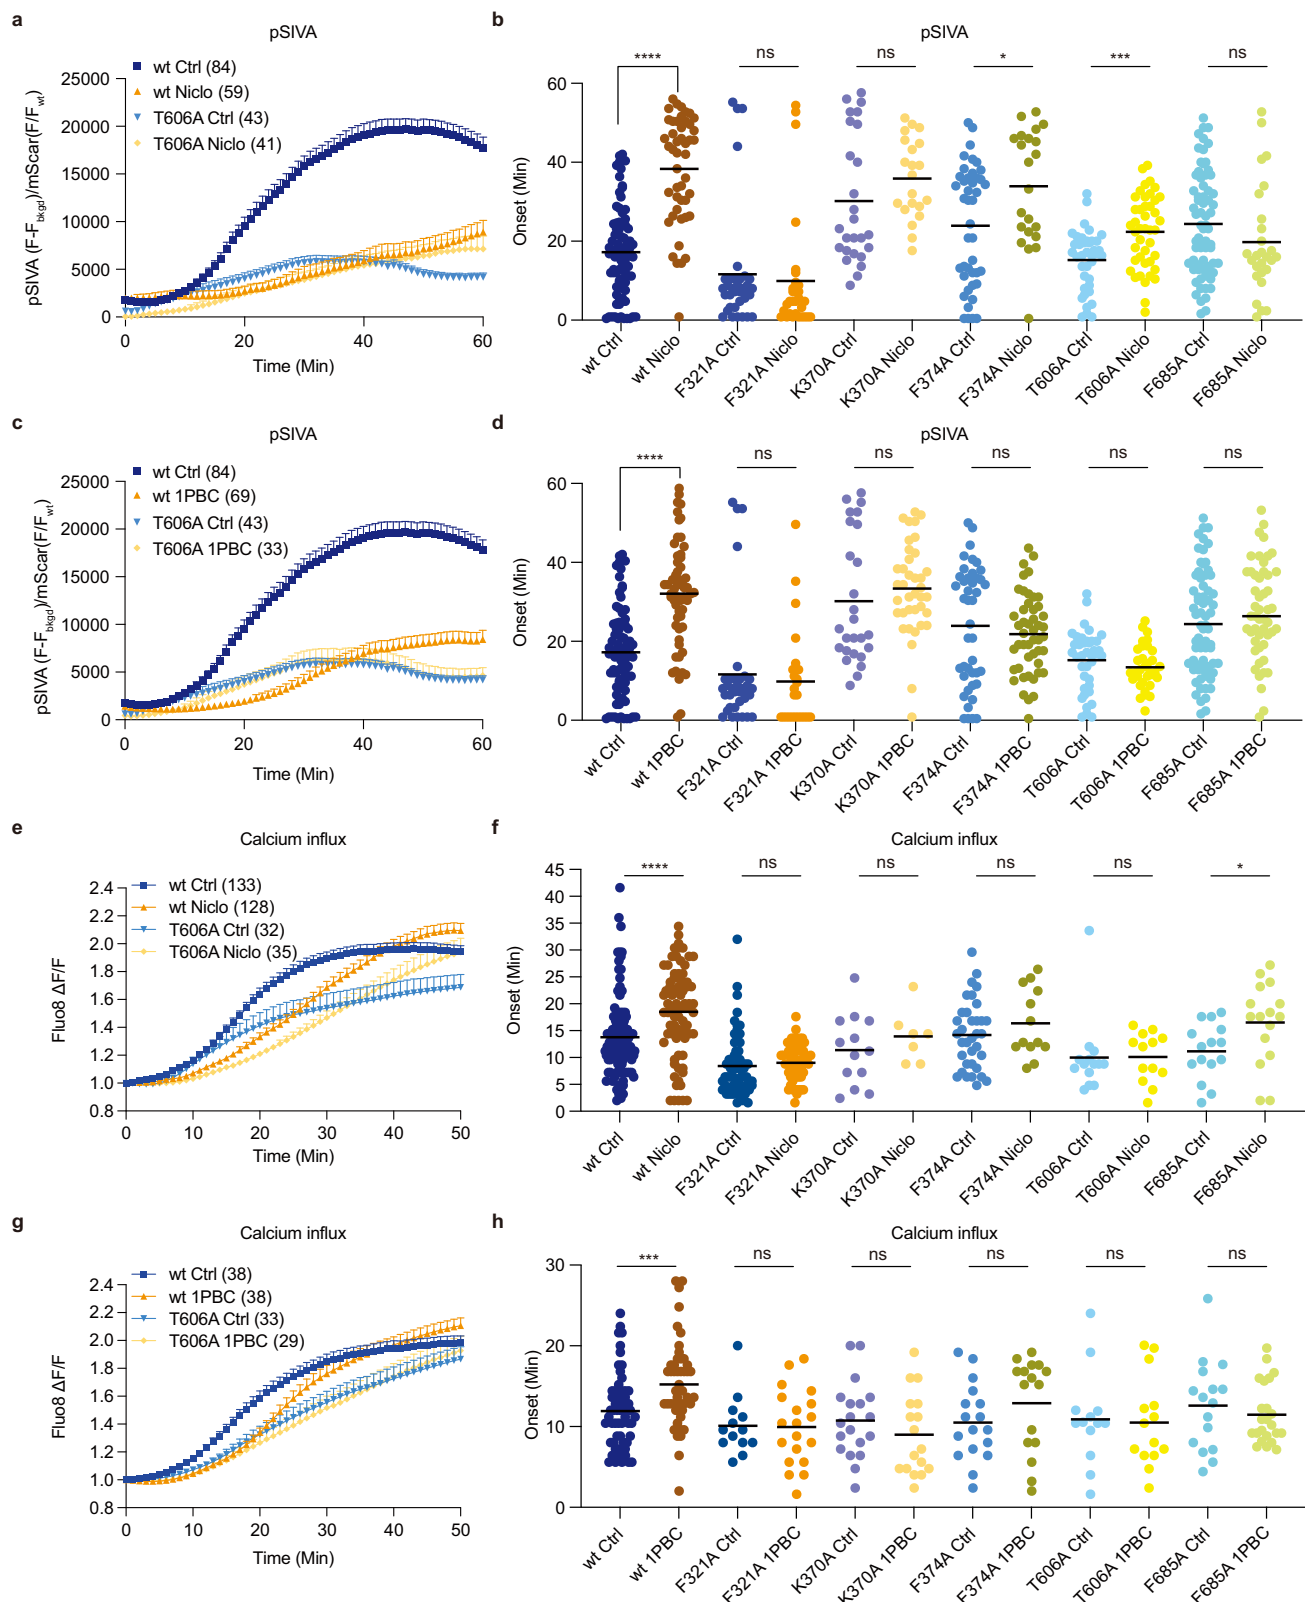 a
pSIVA
pSIVA (F-Fbkgd)/mScar(F/Fwt)
25000
20000
15000
10000
5000
0
wt Ctrl (84)
wt Niclo (59)
T606A Ctrl (43)
T606A Niclo (41)
0 20 40 60
Time (Min)
b
pSIVA
**** ns ns * *** ns
Onset (Min)
60
40
20
0
wt Ctrl
wt Niclo
F321A Ctrl
F321A Niclo
K370A Ctrl
K370A Niclo
F374A Ctrl
F374A Niclo
T606A Ctrl
T606A Niclo
F685A Ctrl
F685A Niclo
c
pSIVA
pSIVA (F-Fbkgd)/mScar(F/Fwt)
25000
20000
15000
10000
5000
0
wt Ctrl (84)
wt 1PBC (69)
T606A Ctrl (43)
T606A 1PBC (33)
0 20 40 60
Time (Min)
d
pSIVA
**** ns ns ns ns ns
Onset (Min)
60
40
20
0
wt Ctrl
wt 1PBC
F321A Ctrl
F321A 1PBC
K370A Ctrl
K370A 1PBC
F374A Ctrl
F374A 1PBC
T606A Ctrl
T606A 1PBC
F685A Ctrl
F685A 1PBC
e
Calcium influx
Fluo8 ΔF/F
2.4
2.2
2.0
1.8
1.6
1.4
1.2
1.0
0.8
wt Ctrl (133)
wt Niclo (128)
T606A Ctrl (32)
T606A Niclo (35)
0 10 20 30 40 50
Time (Min)
f
Calcium influx
**** ns ns ns ns *
Onset (Min)
45
40
35
30
25
20
15
10
5
0
wt Ctrl
wt Niclo
F321A Ctrl
F321A Niclo
K370A Ctrl
K370A Niclo
F374A Ctrl
F374A Niclo
T606A Ctrl
T606A Niclo
F685A Ctrl
F685A Niclo
g
Calcium influx
Fluo8 ΔF/F
2.4
2.2
2.0
1.8
1.6
1.4
1.2
1.0
0.8
wt Ctrl (38)
wt 1PBC (38)
T606A Ctrl (33)
T606A 1PBC (29)
0 10 20 30 40 50
Time (Min)
h
Calcium influx
*** ns ns ns ns ns
Onset (Min)
30
20
10
0
wt Ctrl
wt 1PBC
F321A Ctrl
F321A 1PBC
K370A Ctrl
K370A 1PBC
F374A Ctrl
F374A 1PBC
T606A Ctrl
T606A 1PBC
F685A Ctrl
F685A 1PBC